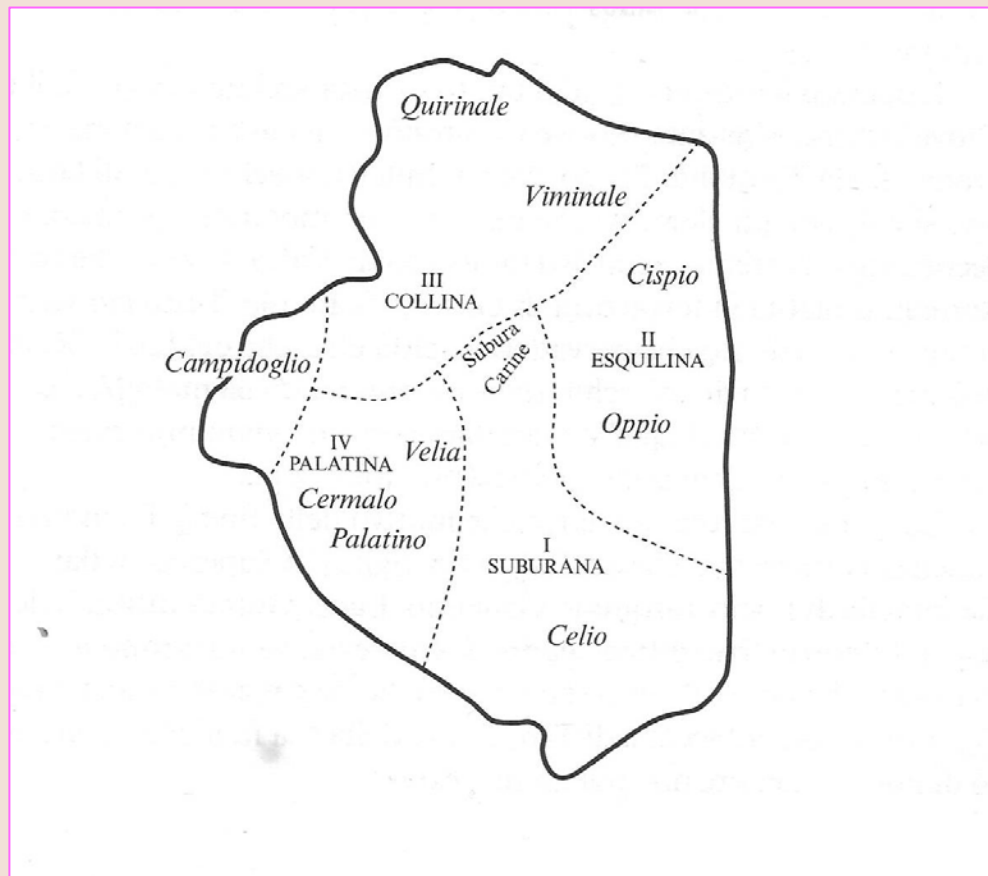 Quirinale
Viminale
Cispio
III
COLLINA
Subura
Carine
II
ESQUILINA
Campidoglio
Oppio
IV
PALATINA
Velia
Cermalo
Palatino
I
SUBURANA
Celio